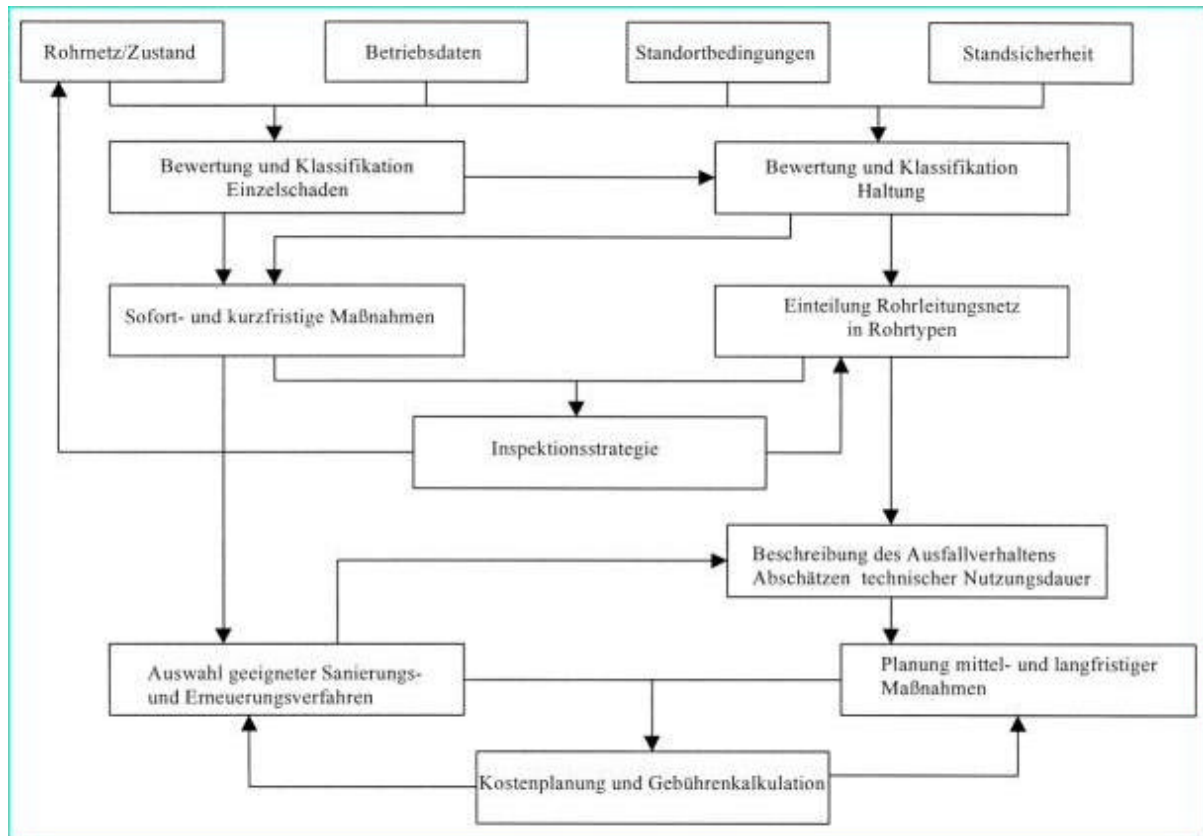 Rohrnetz/Zustand
Betriebsdaten
Standortbedingungen
Standsicherheit
Bewertung und Klassifikation
Einzelschaden
Bewertung und Klassifikation
Haltung
Sofort- und kurzfristige Maßnahmen
Einteilung Rohrleitungsnetz
in Rohrtypen
Inspektionsstrategie
Beschreibung des Ausfallverhaltens
Abschätzen technischer Nutzungsdauer
Auswahl geeigneter Sanierungs-
und Erneuerungsverfahren
Planung mittel- und langfristiger
Maßnahmen
Kostenplanung und Gebührenkalkulation